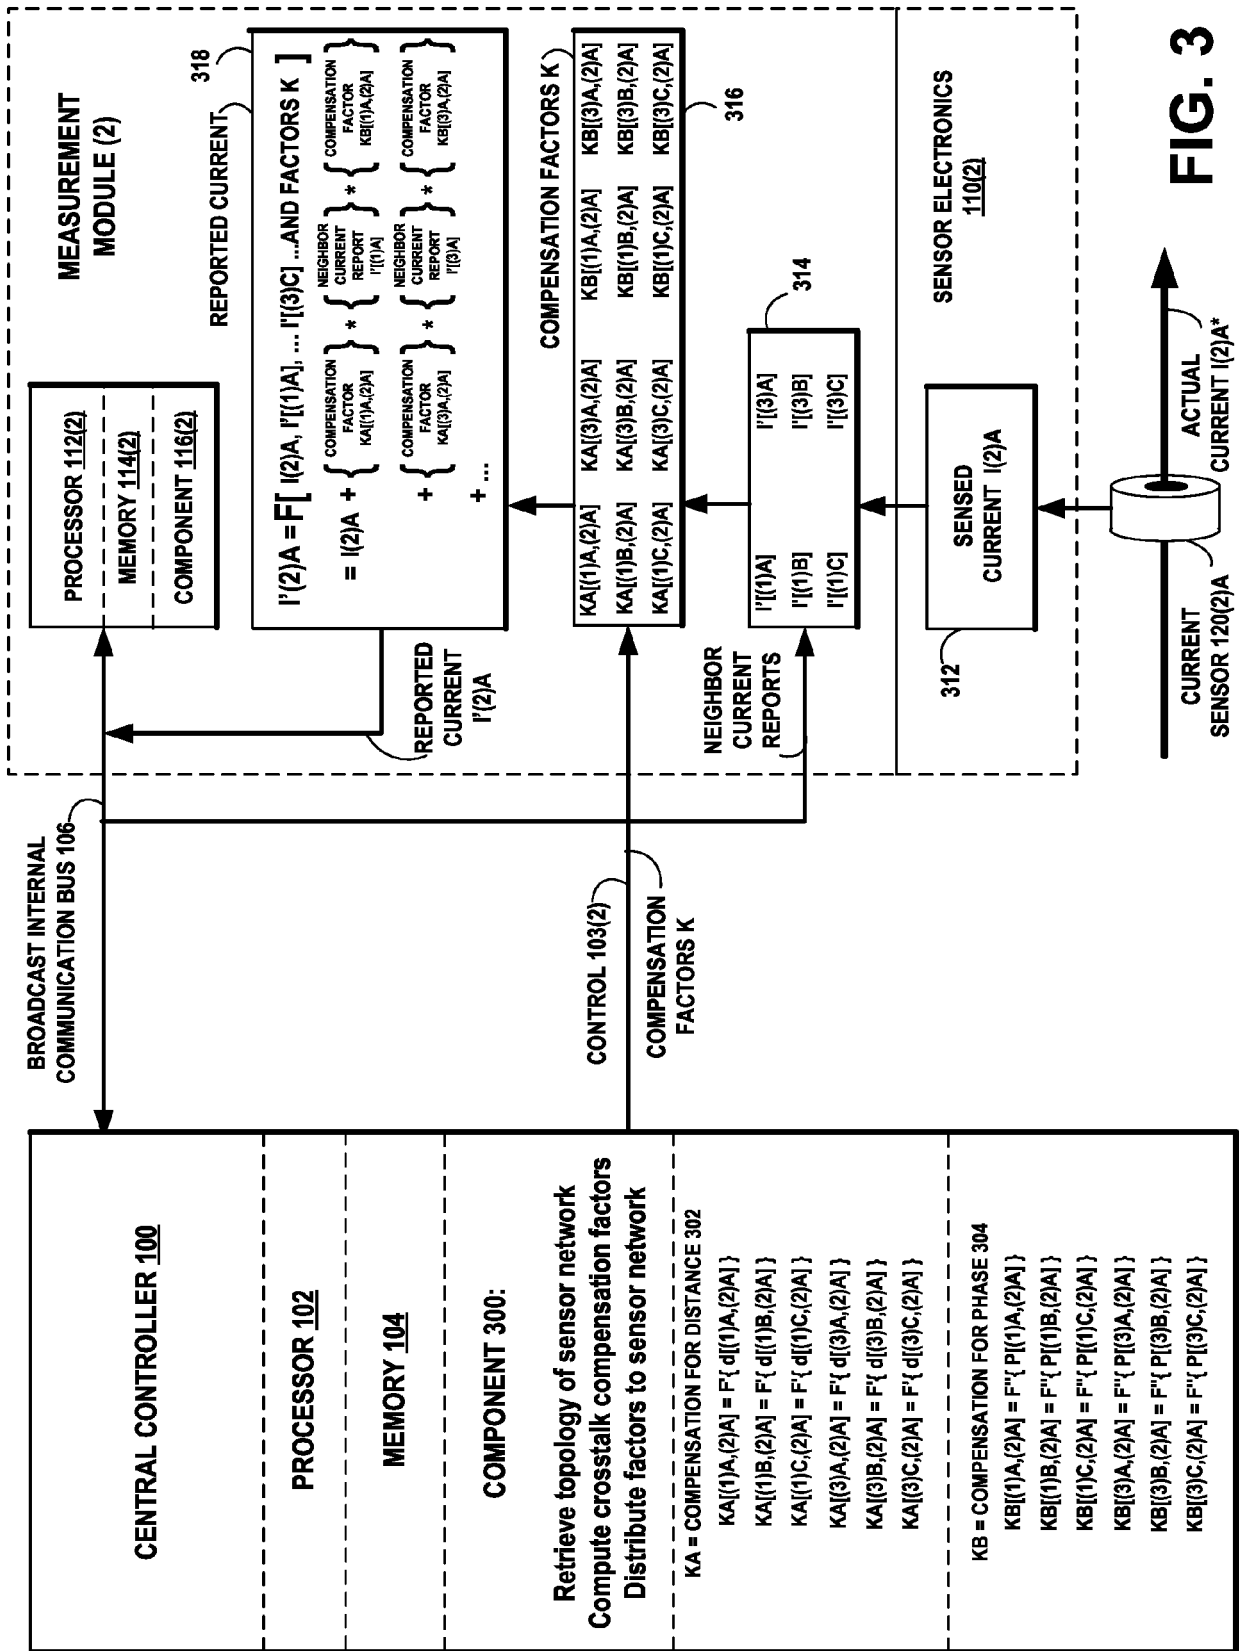 BROADCAST INTERNAL
COMMUNICATION BUS 106
CENTRAL CONTROLLER 100
PROCESSOR 102
MEMORY 104
COMPONENT 300:
Retrieve topology of sensor network
Compute crosstalk compensation factors
Distribute factors to sensor network
KA = COMPENSATION FOR DISTANCE 302
KA[(1)A,(2)A] = F'{ d[(1)A,(2)A] }
KA[(1)B,(2)A] = F'{ d[(1)B,(2)A] }
KA[(1)C,(2)A] = F'{ d[(1)C,(2)A] }
KA[(3)A,(2)A] = F'{ d[(3)A,(2)A] }
KA[(3)B,(2)A] = F'{ d[(3)B,(2)A] }
KA[(3)C,(2)A] = F'{ d[(3)C,(2)A] }
KB = COMPENSATION FOR PHASE 304
KB[(1)A,(2)A] = F"{ P[(1)A,(2)A] }
KB[(1)B,(2)A] = F"{ P[(1)B,(2)A] }
KB[(1)C,(2)A] = F"{ P[(1)C,(2)A] }
KB[(3)A,(2)A] = F"{ P[(3)A,(2)A] }
KB[(3)B,(2)A] = F"{ P[(3)B,(2)A] }
KB[(3)C,(2)A] = F"{ P[(3)C,(2)A] }
CONTROL 103(2)
COMPENSATION
FACTORS K
MEASUREMENT
MODULE (2)
PROCESSOR 112(2)
MEMORY 114(2)
COMPONENT 116(2)
REPORTED CURRENT
318
I'(2)A = F[ I(2)A, I'[(1)A], ... I'[(3)C] ...AND FACTORS K ]
= I(2)A + { COMPENSATION FACTOR KA[(1)A,(2)A] } * { NEIGHBOR CURRENT REPORT I'[(1)A] } * { COMPENSATION FACTOR KB[(1)A,(2)A] }
+ { COMPENSATION FACTOR KA[(3)A,(2)A] } * { NEIGHBOR CURRENT REPORT I'[(3)A] } * { COMPENSATION FACTOR KB[(3)A,(2)A] }
+ ...
REPORTED
CURRENT
I'(2)A
COMPENSATION FACTORS K
KA[(1)A,(2)A] KA[(3)A,(2)A] KB[(1)A,(2)A] KB[(3)A,(2)A]
KA[(1)B,(2)A] KA[(3)B,(2)A] KB[(1)B,(2)A] KB[(3)B,(2)A]
KA[(1)C,(2)A] KA[(3)C,(2)A] KB[(1)C,(2)A] KB[(3)C,(2)A]
316
NEIGHBOR
CURRENT
REPORTS
314
I'[(1)A] I'[(3)A]
I'[(1)B] I'[(3)B]
I'[(1)C] I'[(3)C]
312
SENSED
CURRENT I(2)A
SENSOR ELECTRONICS
110(2)
CURRENT
SENSOR 120(2)A
ACTUAL
CURRENT I(2)A*
FIG. 3